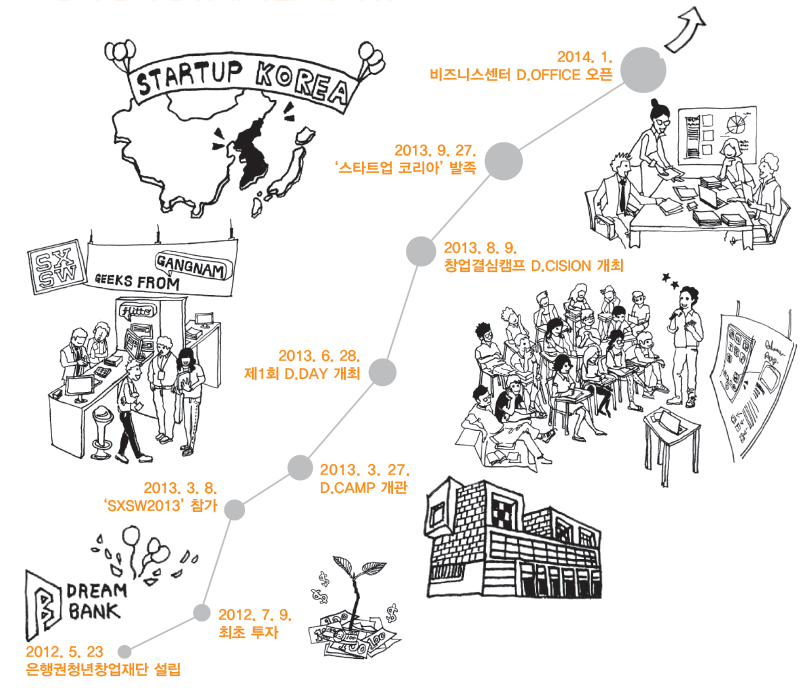 STARTUP KOREA
2014. 1.
비즈니스센터 D.OFFICE 오픈
2013. 9. 27.
‘스타트업 코리아’ 발족
2013. 8. 9.
창업결심캠프 D.CISION 개최
SXSW
GEEKS FROM GANGNAM
Hitto
2013. 6. 28.
제1회 D.DAY 개최
2013. 3. 27.
D.CAMP 개관
2013. 3. 8.
‘SXSW2013’ 참가
DREAM
BANK
2012. 7. 9.
최초 투자
2012. 5. 23
은행권청년창업재단 설립